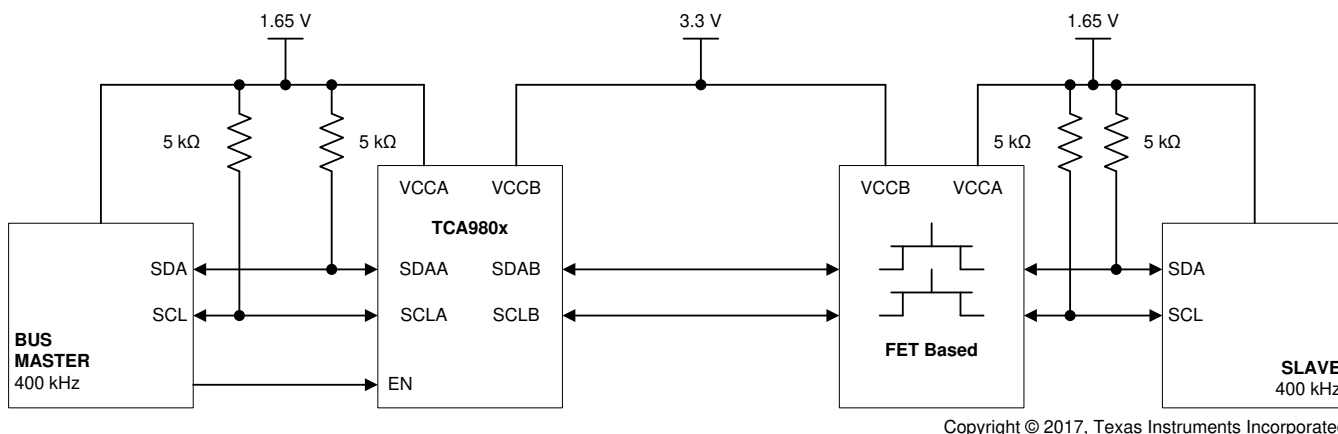 1.65 V
3.3 V
1.65 V
5 kΩ
5 kΩ
5 kΩ
5 kΩ
VCCA
VCCB
VCCB
VCCA
TCA980x
SDA
SDAA
SDAB
SDA
SCL
SCLA
SCLB
SCL
BUS
MASTER
400 kHz
EN
FET Based
SLAVE
400 kHz
Copyright © 2017, Texas Instruments Incorporated